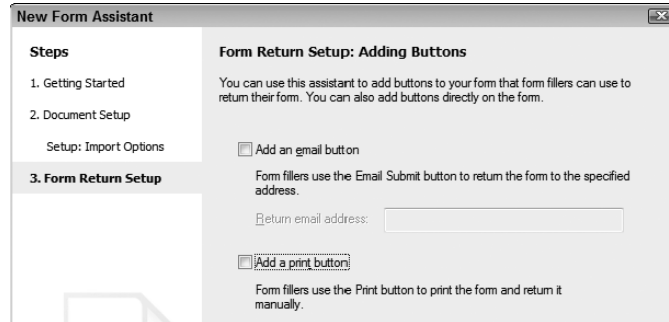 New Form Assistant
Steps
1. Getting Started
2. Document Setup
Setup: Import Options
3. Form Return Setup
Form Return Setup: Adding Buttons
You can use this assistant to add buttons to your form that form fillers can use to
return their form. You can also add buttons directly on the form.
Add an email button
Form fillers use the Email Submit button to return the form to the specified
address.
Return email address:
Add a print button
Form fillers use the Print button to print the form and return it
manually.